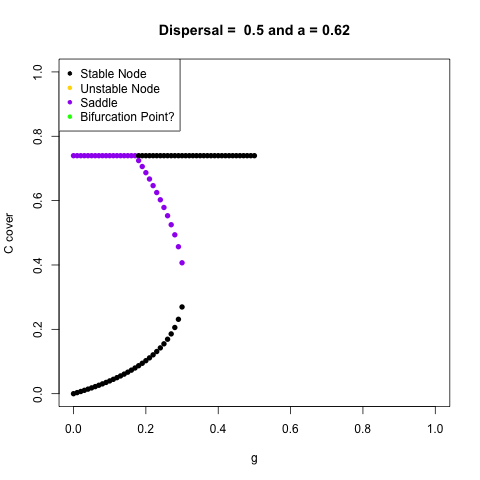 Dispersal =  0.5 and a = 0.62
Stable Node
Unstable Node
Saddle
Bifurcation Point?
C cover
1.0
0.8
0.6
0.4
0.2
0.0
0.0 0.2 0.4 0.6 0.8 1.0
g